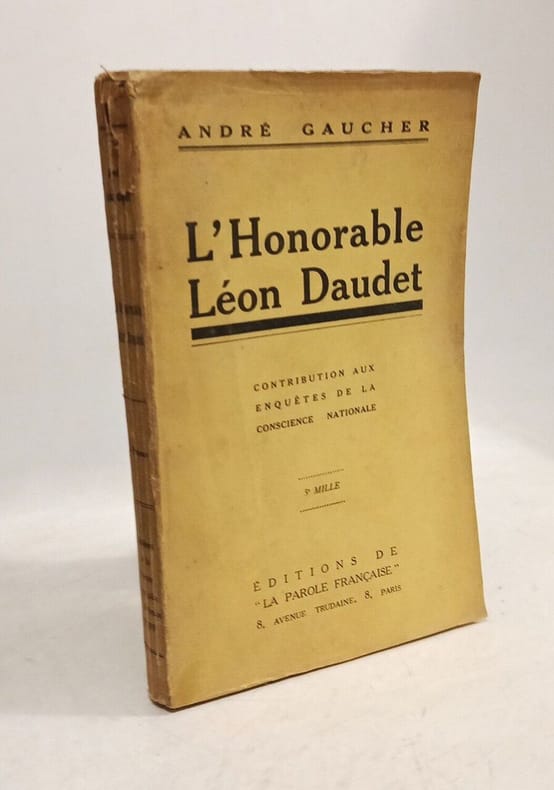 ANDRÉ GAUCHER
L'Honorable
Léon Daudet
CONTRIBUTION AUX
ENQUÊTES DE LA
CONSCIENCE NATIONALE
5e MILLE
ÉDITIONS DE
"LA PAROLE FRANÇAISE"
8, AVENUE TRUDAINE, 8, PARIS